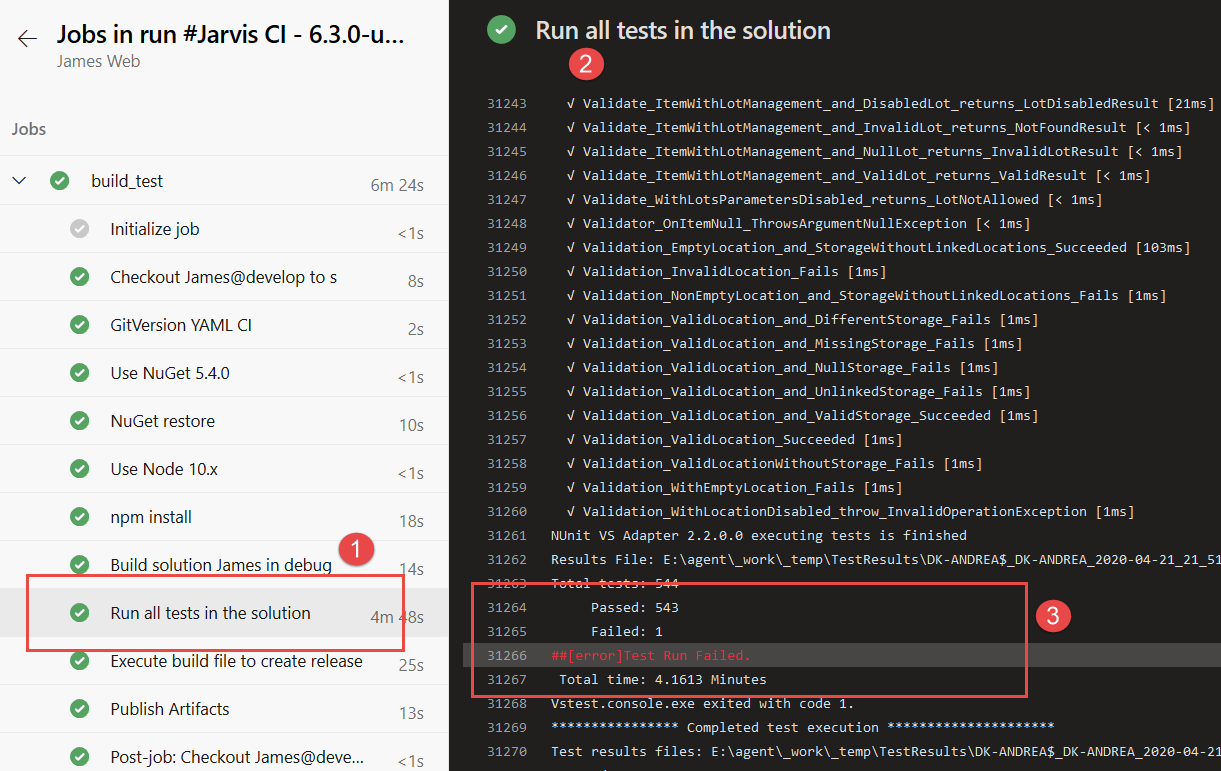 Jobs in run #Jarvis CI - 6.3.0-u...
James Web
Jobs
build_test 6m 24s
Initialize job <1s
Checkout James@develop to s 8s
GitVersion YAML CI 2s
Use NuGet 5.4.0 <1s
NuGet restore 10s
Use Node 10.x <1s
npm install 18s
1
Build solution James in debug 14s
Run all tests in the solution 4m 48s
Execute build file to create release 25s
Publish Artifacts 13s
Post-job: Checkout James@deve... <1s
Run all tests in the solution
2
31243 √ Validate_ItemWithLotManagement_and_DisabledLot_returns_LotDisabledResult [21ms]
31244 √ Validate_ItemWithLotManagement_and_InvalidLot_returns_NotFoundResult [< 1ms]
31245 √ Validate_ItemWithLotManagement_and_NullLot_returns_InvalidLotResult [< 1ms]
31246 √ Validate_ItemWithLotManagement_and_ValidLot_returns_ValidResult [< 1ms]
31247 √ Validate_WithLotsParametersDisabled_returns_LotNotAllowed [< 1ms]
31248 √ Validator_OnItemNull_ThrowsArgumentNullException [< 1ms]
31249 √ Validation_EmptyLocation_and_StorageWithoutLinkedLocations_Succeeded [103ms]
31250 √ Validation_InvalidLocation_Fails [1ms]
31251 √ Validation_NonEmptyLocation_and_StorageWithoutLinkedLocations_Fails [1ms]
31252 √ Validation_ValidLocation_and_DifferentStorage_Fails [1ms]
31253 √ Validation_ValidLocation_and_MissingStorage_Fails [1ms]
31254 √ Validation_ValidLocation_and_NullStorage_Fails [1ms]
31255 √ Validation_ValidLocation_and_UnlinkedStorage_Fails [1ms]
31256 √ Validation_ValidLocation_and_ValidStorage_Succeeded [1ms]
31257 √ Validation_ValidLocation_Succeeded [1ms]
31258 √ Validation_ValidLocationWithoutStorage_Fails [1ms]
31259 √ Validation_WithEmptyLocation_Fails [1ms]
31260 √ Validation_WithLocationDisabled_throw_InvalidOperationException [1ms]
31261 NUnit VS Adapter 2.2.0.0 executing tests is finished
31262 Results File: E:\agent\_work\_temp\TestResults\DK-ANDREA$_DK-ANDREA_2020-04-21_21_51
31263 Total tests: 544
31264 Passed: 543
31265 Failed: 1
3
31266 ##[error]Test Run Failed.
31267 Total time: 4.1613 Minutes
31268 Vstest.console.exe exited with code 1.
31269 **************** Completed test execution *********************
31270 Test results files: E:\agent\_work\_temp\TestResults\DK-ANDREA$_DK-ANDREA_2020-04-21